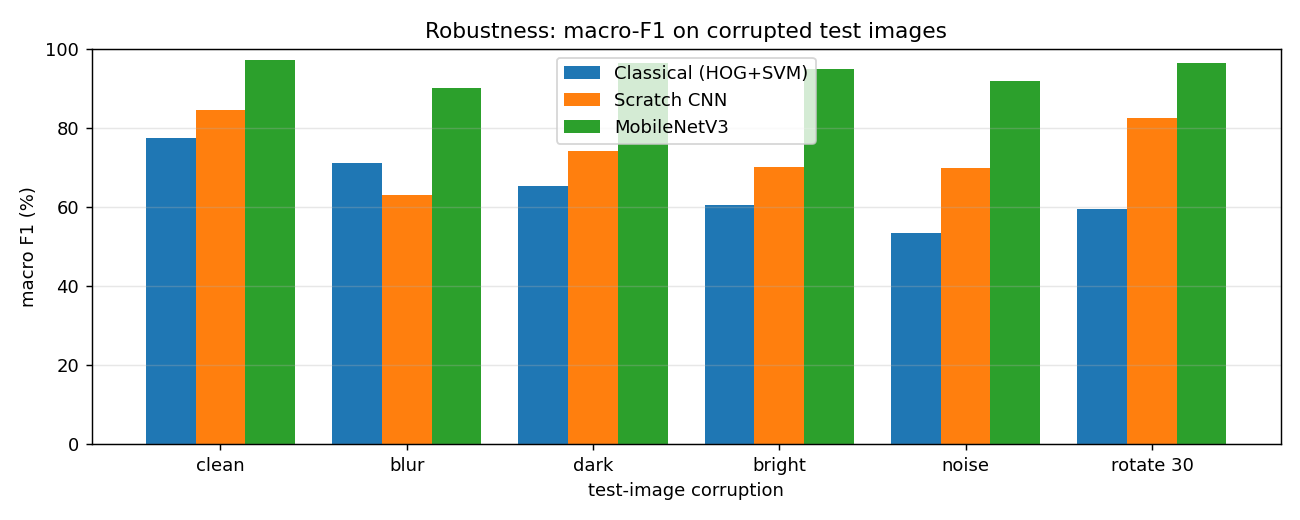 Robustness: macro-F1 on corrupted test images
Classical (HOG+SVM)
Scratch CNN
MobileNetV3
macro F1 (%)
100
80
60
40
20
0
clean blur dark bright noise rotate 30
test-image corruption